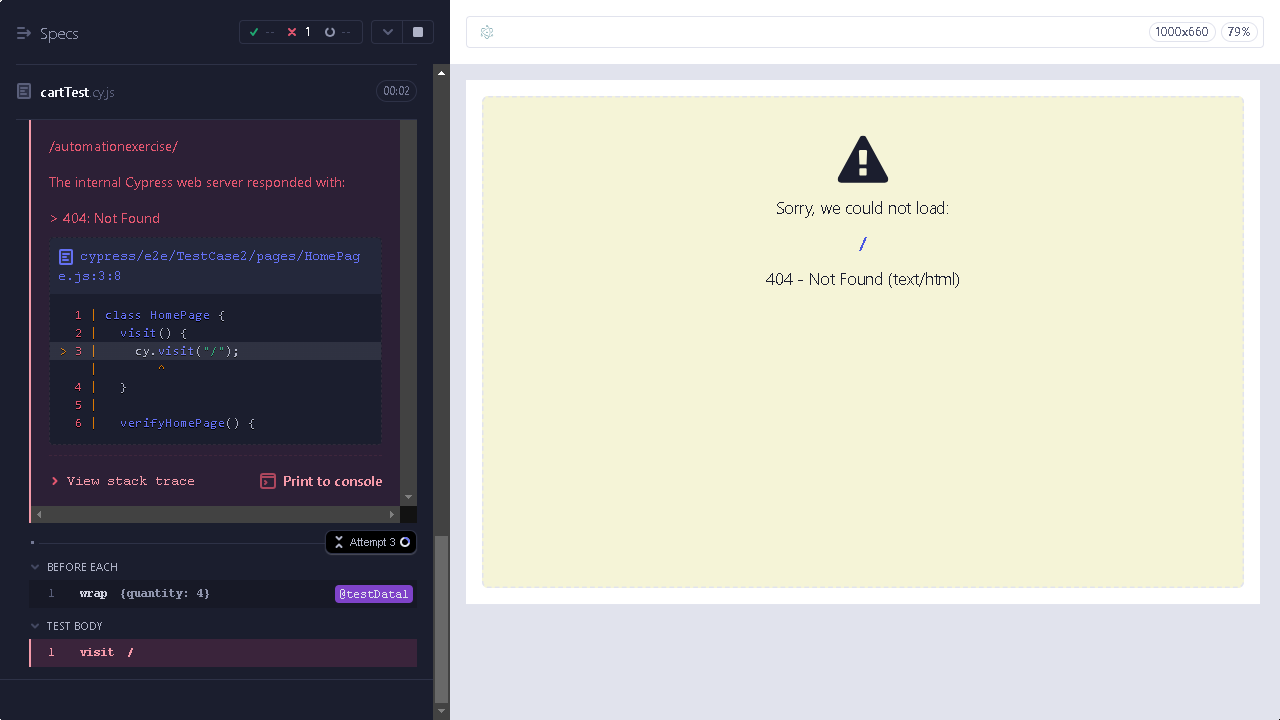 Specs
-- 1 --
cartTest.cy.js 00:02
/automationexercise/
The internal Cypress web server responded with:
> 404: Not Found
cypress/e2e/TestCase2/pages/HomePag
e.js:3:8
1 | class HomePage {
2 | visit() {
> 3 | cy.visit("/");
| ^
4 | }
5 |
6 | verifyHomePage() {
View stack trace Print to console
Attempt 3
BEFORE EACH
1 wrap {quantity: 4} @testData1
TEST BODY
1 visit /
1000x660 79%
Sorry, we could not load:
/
404 - Not Found (text/html)